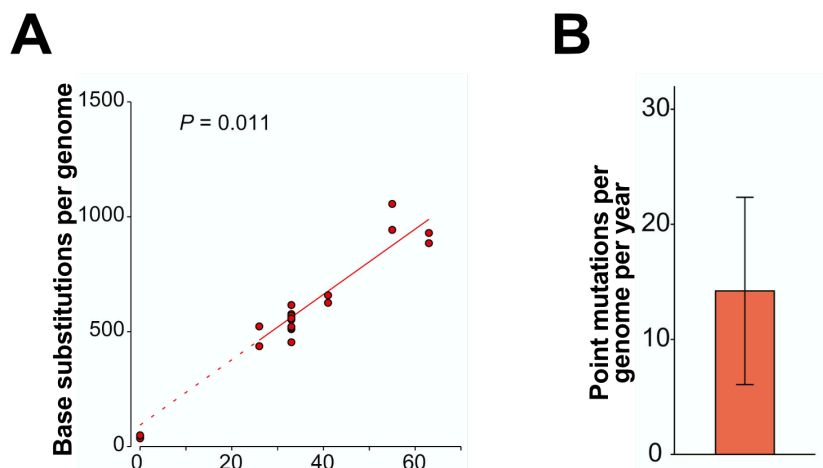 A
B
Base substitutions per genome
1500
1000
500
0
P = 0.011
0
20
40
60
Point mutations per
genome per year
30
20
10
0